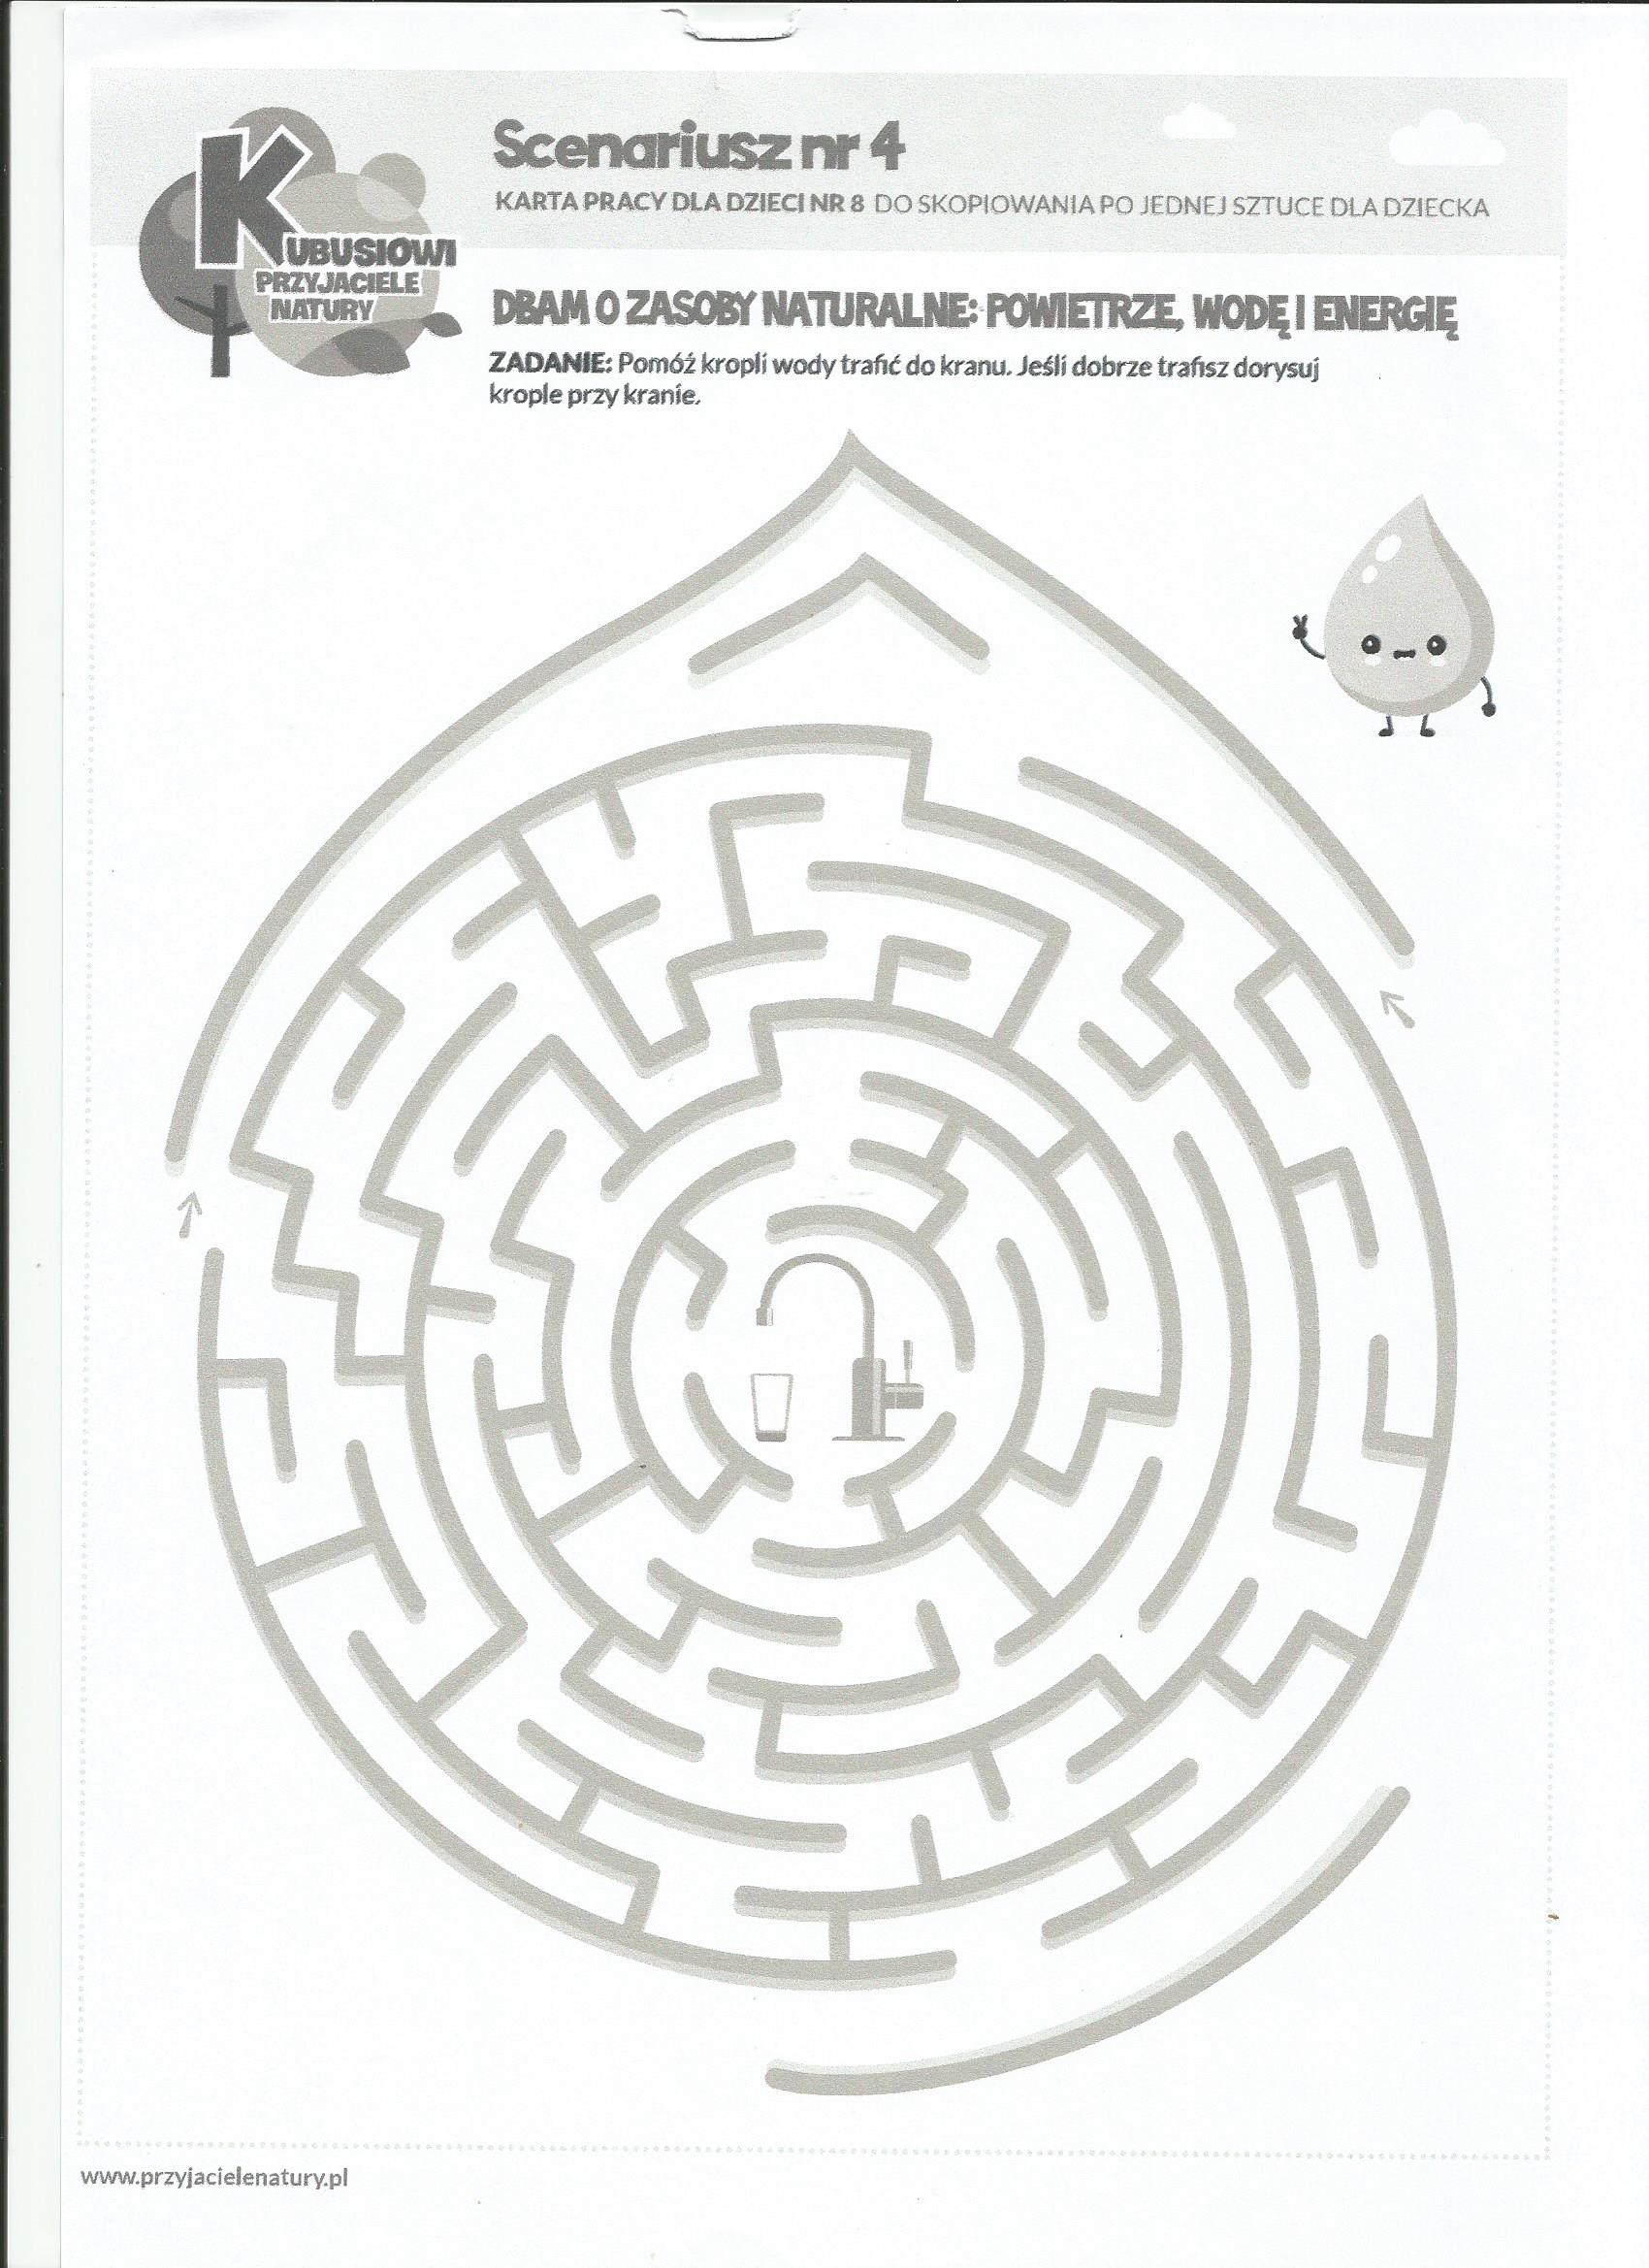 Scenariusz nr 4
KARTA PRACY DLA DZIECI NR 8 DO SKOPIOWANIA PO JEDNEJ SZTUCE DLA DZIECKA
KUBUSIOWI
PRZYJACIELE
NATURY
DBAM O ZASOBY NATURALNE: POWIETRZE, WODĘ I ENERGIĘ
ZADANIE: Pomóż kropli wody trafić do kranu. Jeśli dobrze trafisz dorysuj
krople przy kranie.
www.przyjacielenatury.pl